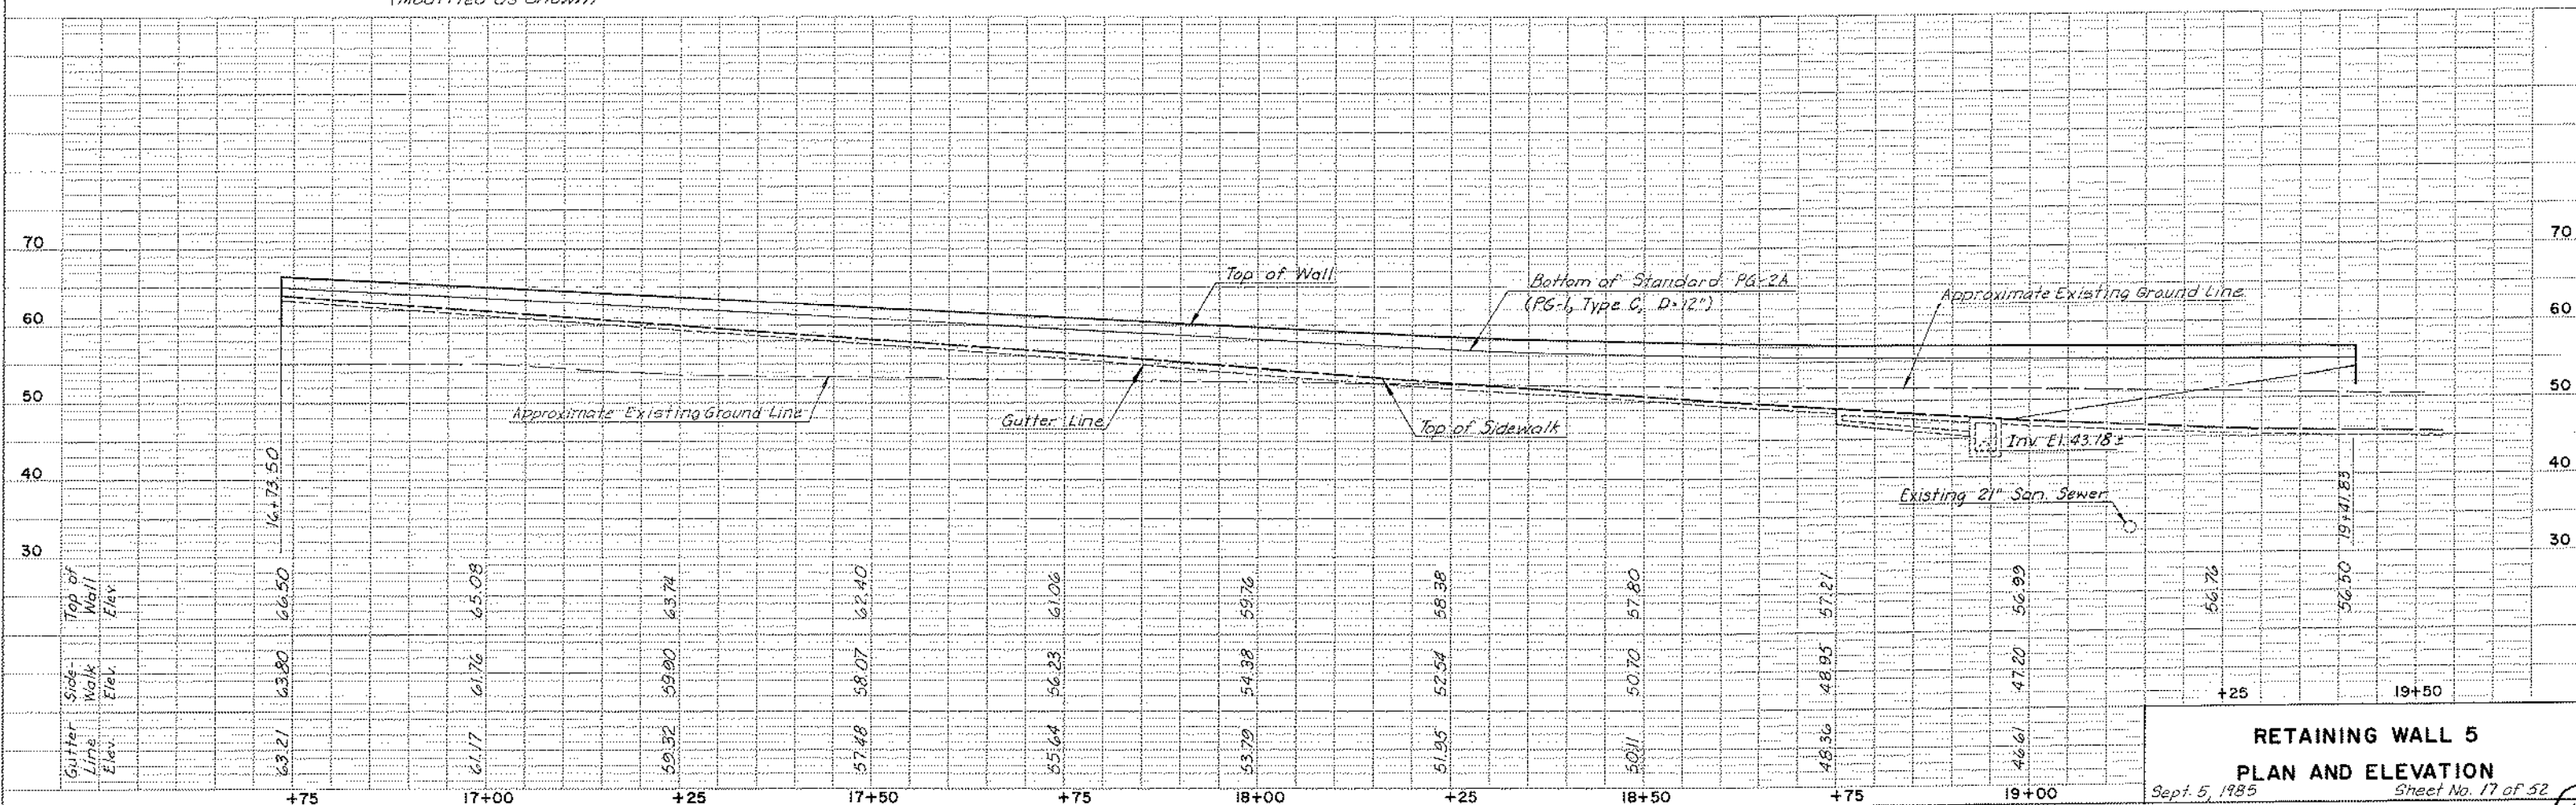 (Modified as Shown)
70
60
50
40
30
70
60
50
40
30
Top of Wall
Bottom of Standard PG-2A
(PG-1, Type C, D=12")
Approximate Existing Ground Line
Approximate Existing Ground Line
Gutter Line
Top of Sidewalk
Inv. El. 43.18±
Existing 21" San. Sewer
16+73.50
19+41.83
Top of
Wall
Elev.
66.50 65.08 63.74 62.40 61.06 59.76 58.38 57.80 57.21 56.99 56.76 56.50
Side-
Walk
Elev.
63.80 61.76 59.90 58.07 56.23 54.38 52.54 50.70 48.95 47.20
Gutter
Line
Elev.
63.21 61.17 59.32 57.48 55.64 53.79 51.95 50.11 48.36 46.61
+25 19+50
+75 17+00 +25 17+50 +75 18+00 +25 18+50 +75 19+00
RETAINING WALL 5
PLAN AND ELEVATION
Sept. 5, 1985 Sheet No. 17 of 52